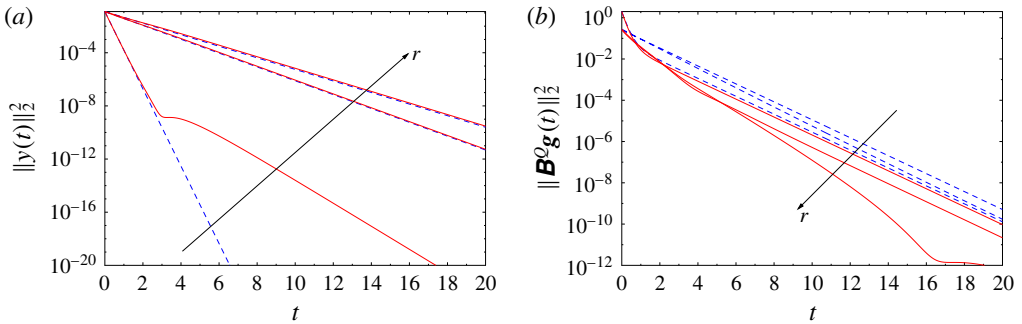 (a)
‖y(t)‖₂²
10⁻⁴
10⁻⁸
10⁻¹²
10⁻¹⁶
10⁻²⁰
r
0 2 4 6 8 10 12 14 16 18 20
t
(b)
‖B^Q g(t)‖₂²
10⁰
10⁻²
10⁻⁴
10⁻⁶
10⁻⁸
10⁻¹⁰
10⁻¹²
r
0 2 4 6 8 10 12 14 16 18 20
t